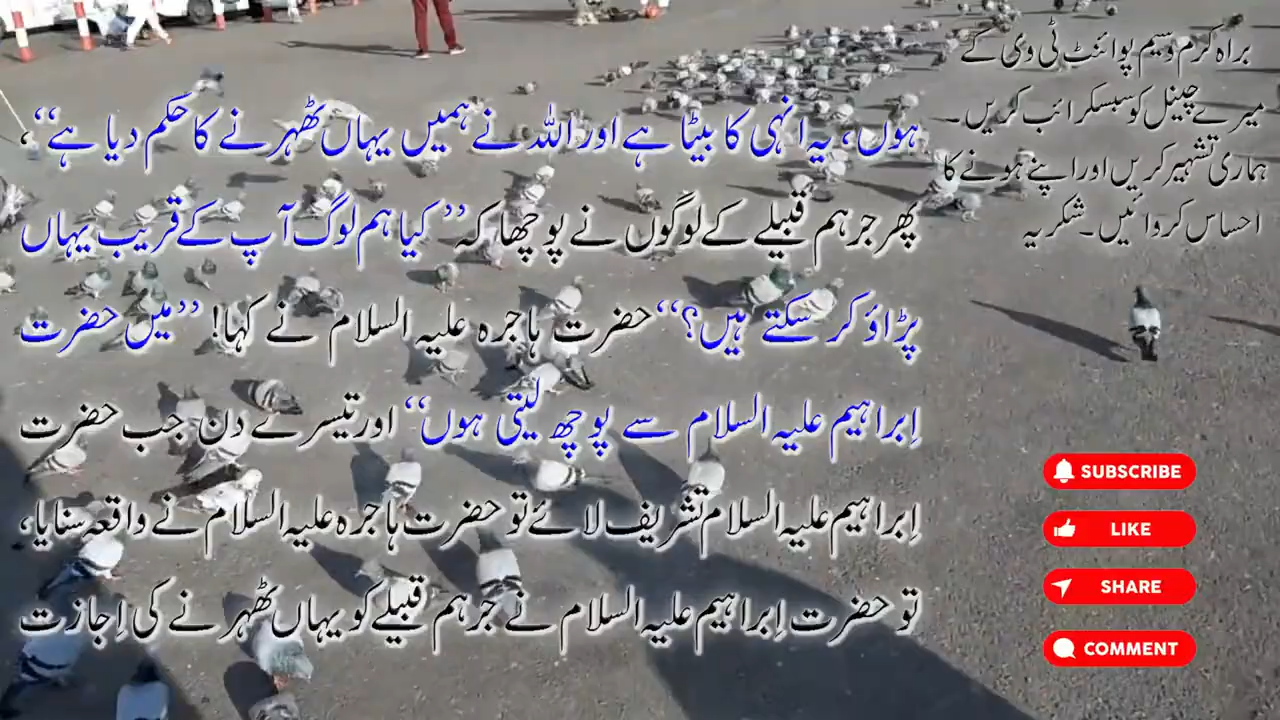 ہوں، یہ انہی کا بیٹا ہے اور اللہ نے ہمیں یہاں ٹھہرنے کا حکم دیا ہے‘‘،
پھر جرہم قبیلے کے لوگوں نے پوچھا کہ ’’کیا ہم لوگ آپ کے قریب یہاں
پڑاؤ کر سکتے ہیں؟‘‘ حضرت ہاجرہ علیہ السلام نے کہا! ’’میں حضرت
اِبراہیم علیہ السلام سے پوچھ لیتی ہوں‘‘ اور تیسرے دن جب حضرت
اِبراہیم علیہ السلام تشریف لائے تو حضرت ہاجرہ علیہ السلام نے واقعہ سنایا،
تو حضرت اِبراہیم علیہ السلام نے جرہم قبیلے کو یہاں ٹھہرنے کی اِجازت
براہ کرم وسیم پوائنٹ ٹی وی کے
میرے چینل کو سبسکرائب کریں۔
ہماری تشہیر کریں اور اپنے ہونے کا
احساس کروائیں۔ شکریہ
SUBSCRIBE
LIKE
SHARE
COMMENT